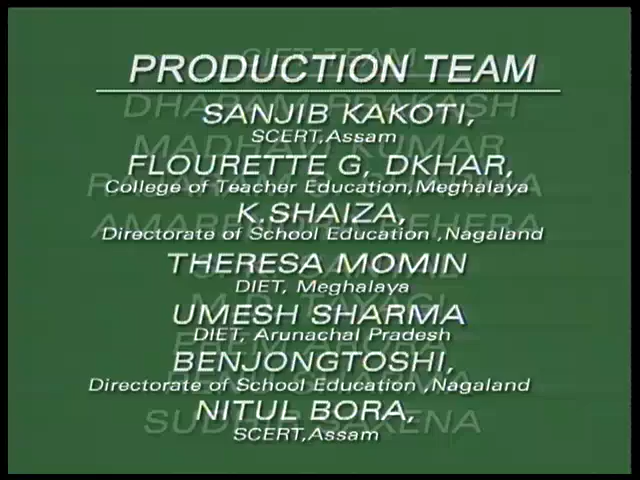 PRODUCTION TEAM
SANJIB KAKOTI,
SCERT,Assam
FLOURETTE G, DKHAR,
College of Teacher Education,Meghalaya
K.SHAIZA,
Directorate of School Education ,Nagaland
THERESA MOMIN
DIET, Meghalaya
UMESH SHARMA
DIET, Arunachal Pradesh
BENJONGTOSHI,
Directorate of School Education ,Nagaland
NITUL BORA,
SCERT,Assam